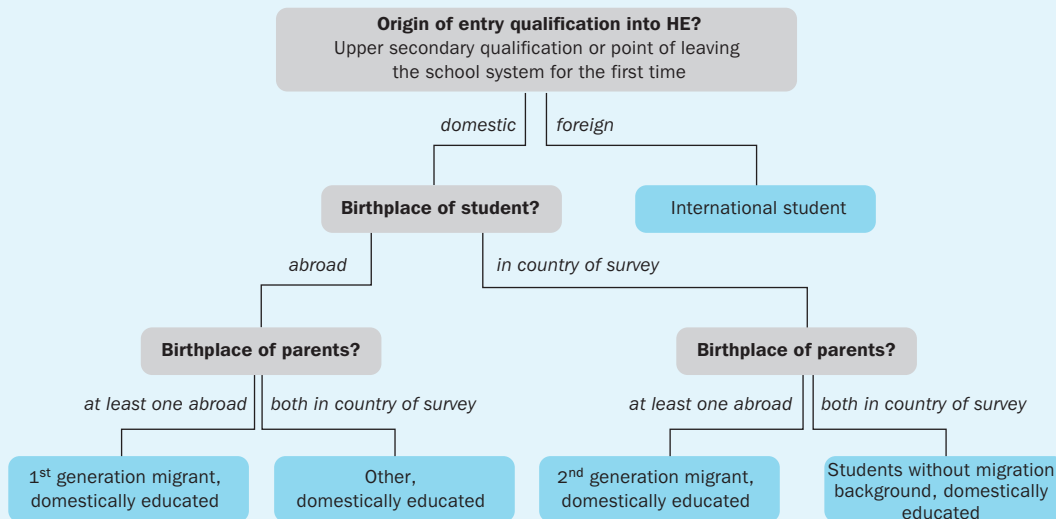 Origin of entry qualification into HE?
Upper secondary qualification or point of leaving
the school system for the first time
domestic
foreign
Birthplace of student?
International student
abroad
in country of survey
Birthplace of parents?
Birthplace of parents?
at least one abroad
both in country of survey
at least one abroad
both in country of survey
1st generation migrant,
domestically educated
Other,
domestically educated
2nd generation migrant,
domestically educated
Students without migration
background, domestically
educated